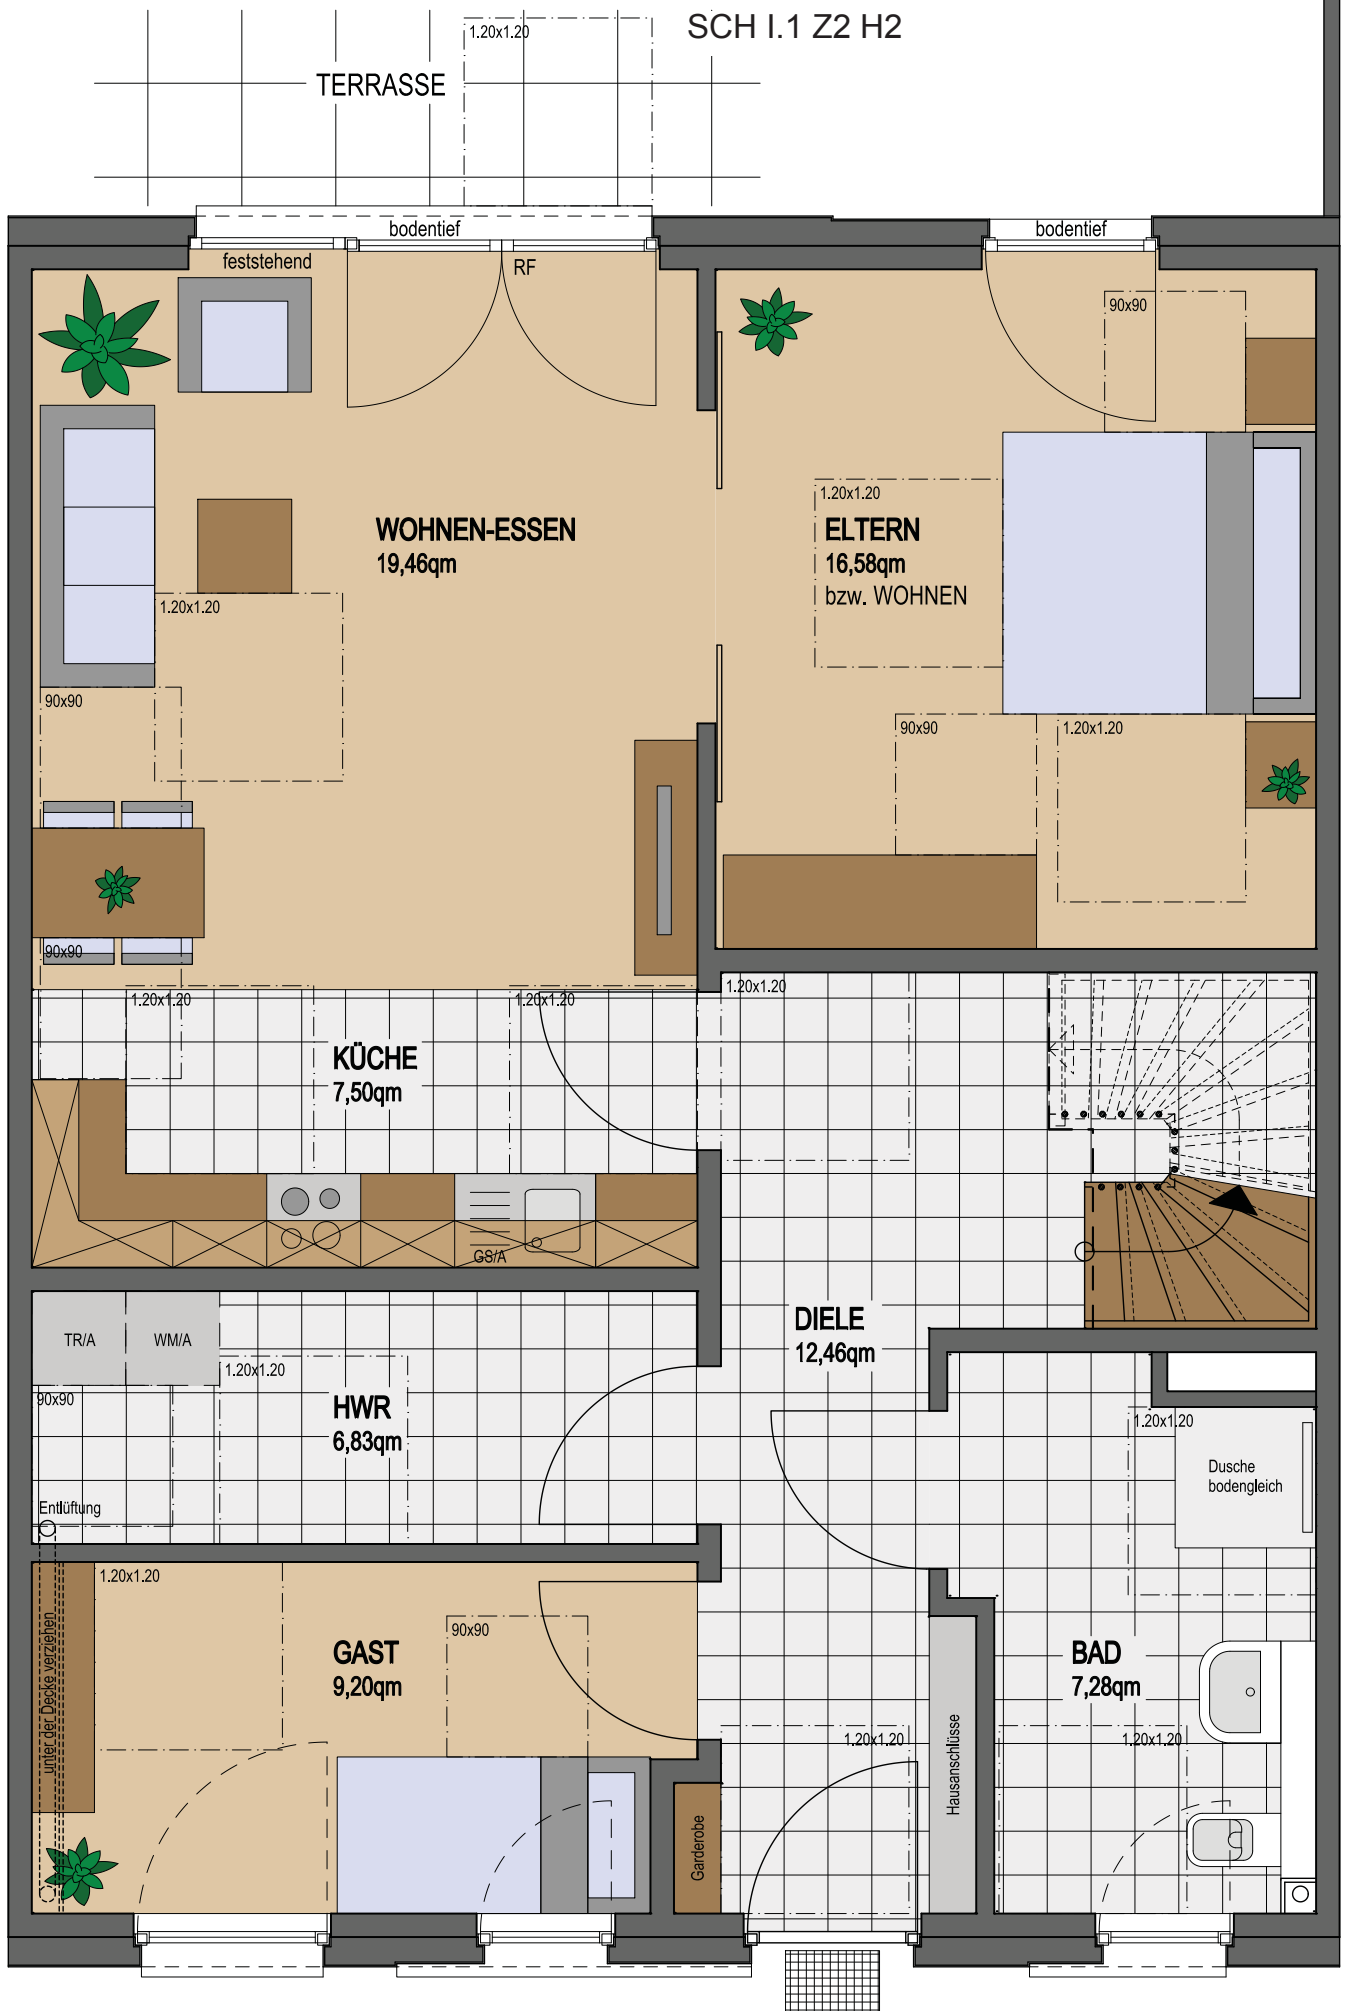 SCH I.1 Z2 H2
1.20x1.20
TERRASSE
bodentief
bodentief
feststehend
RF
90x90
1.20x1.20
WOHNEN-ESSEN
19,46qm
ELTERN
16,58qm
bzw. WOHNEN
1.20x1.20
90x90
90x90
1.20x1.20
90x90
1.20x1.20
1.20x1.20
1.20x1.20
KÜCHE
7,50qm
GS/A
DIELE
12,46qm
TR/A
WM/A
1.20x1.20
90x90
HWR
6,83qm
Entlüftung
1.20x1.20
Dusche
bodengleich
1.20x1.20
unter der Decke verziehen
90x90
GAST
9,20qm
BAD
7,28qm
1.20x1.20
1.20x1.20
Hausanschlüsse
Garderobe